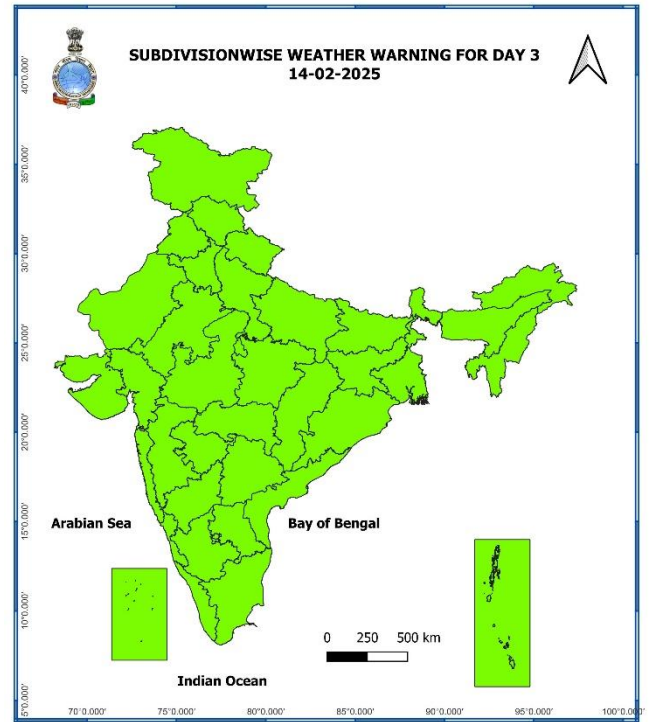 SUBDIVISIONWISE WEATHER WARNING FOR DAY 3
14-02-2025
40°0.000'
35°0.000'
30°0.000'
25°0.000'
20°0.000'
15°0.000'
10°0.000'
5°0.000'
Arabian Sea
Bay of Bengal
0 250 500 km
Indian Ocean
70°0.000' 75°0.000' 80°0.000' 85°0.000' 90°0.000' 95°0.000' 100°0.000'